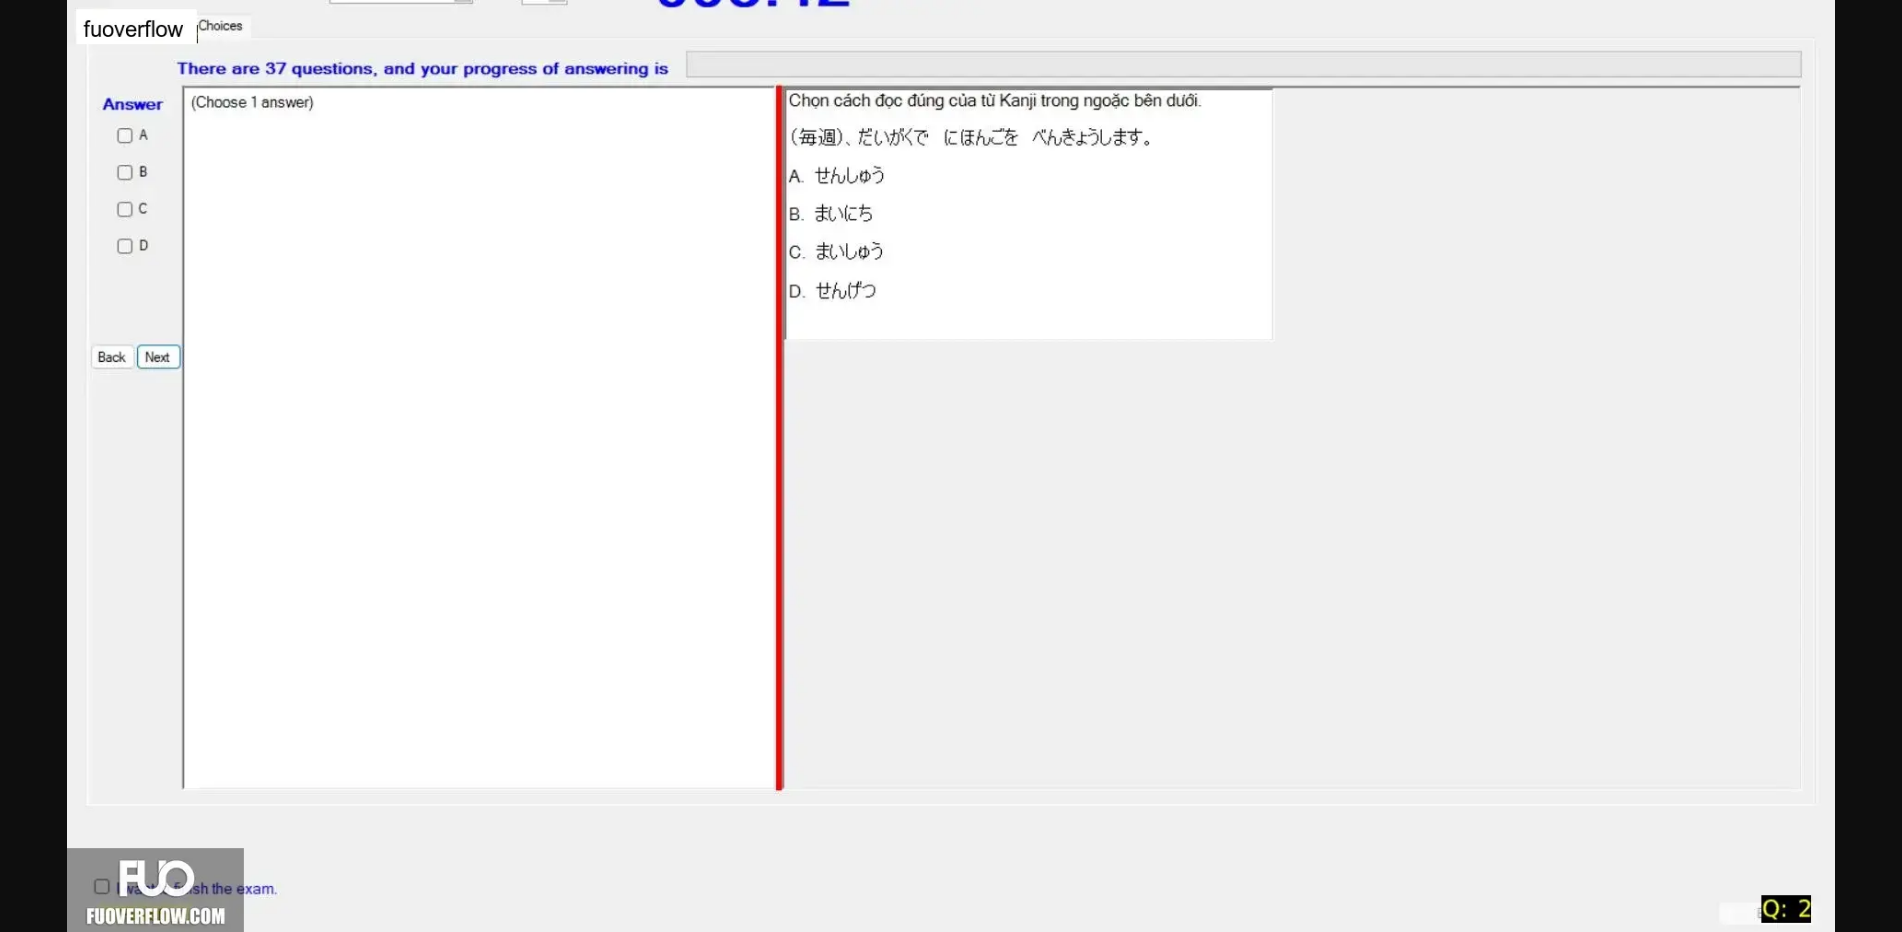 fuoverflow
Choices
There are 37 questions, and your progress of answering is
Answer
(Choose 1 answer)
A
B
C
D
Back
Next
Chọn cách đọc đúng của từ Kanji trong ngoặc bên dưới.
(毎週)、だいがくで にほんごを べんきょうします。
A. せんしゅう
B. まいにち
C. まいしゅう
D. せんげつ
FUO
the exam.
FUOVERFLOW.COM
Q: 2